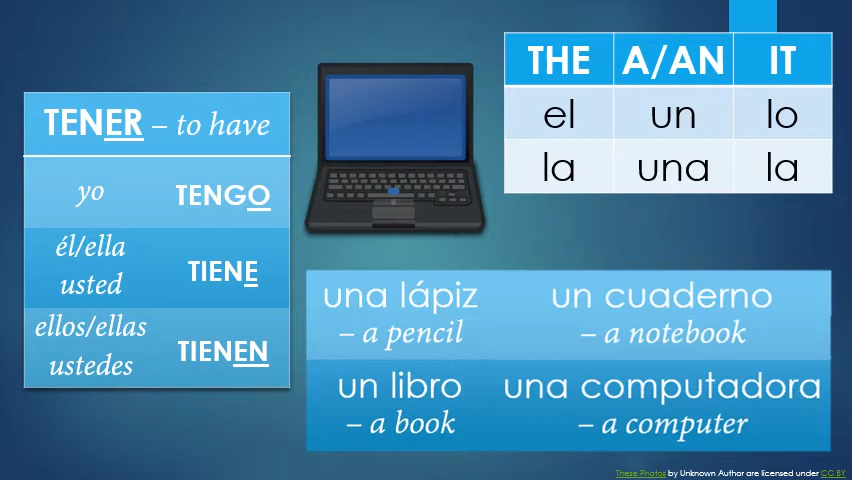 TENER – to have
yo TENGO
él/ella
usted TIENE
ellos/ellas
ustedes TIENEN
THE A/AN IT
el un lo
la una la
una lápiz un cuaderno
– a pencil – a notebook
un libro una computadora
– a book – a computer
These Photos by Unknown Author are licensed under CC BY